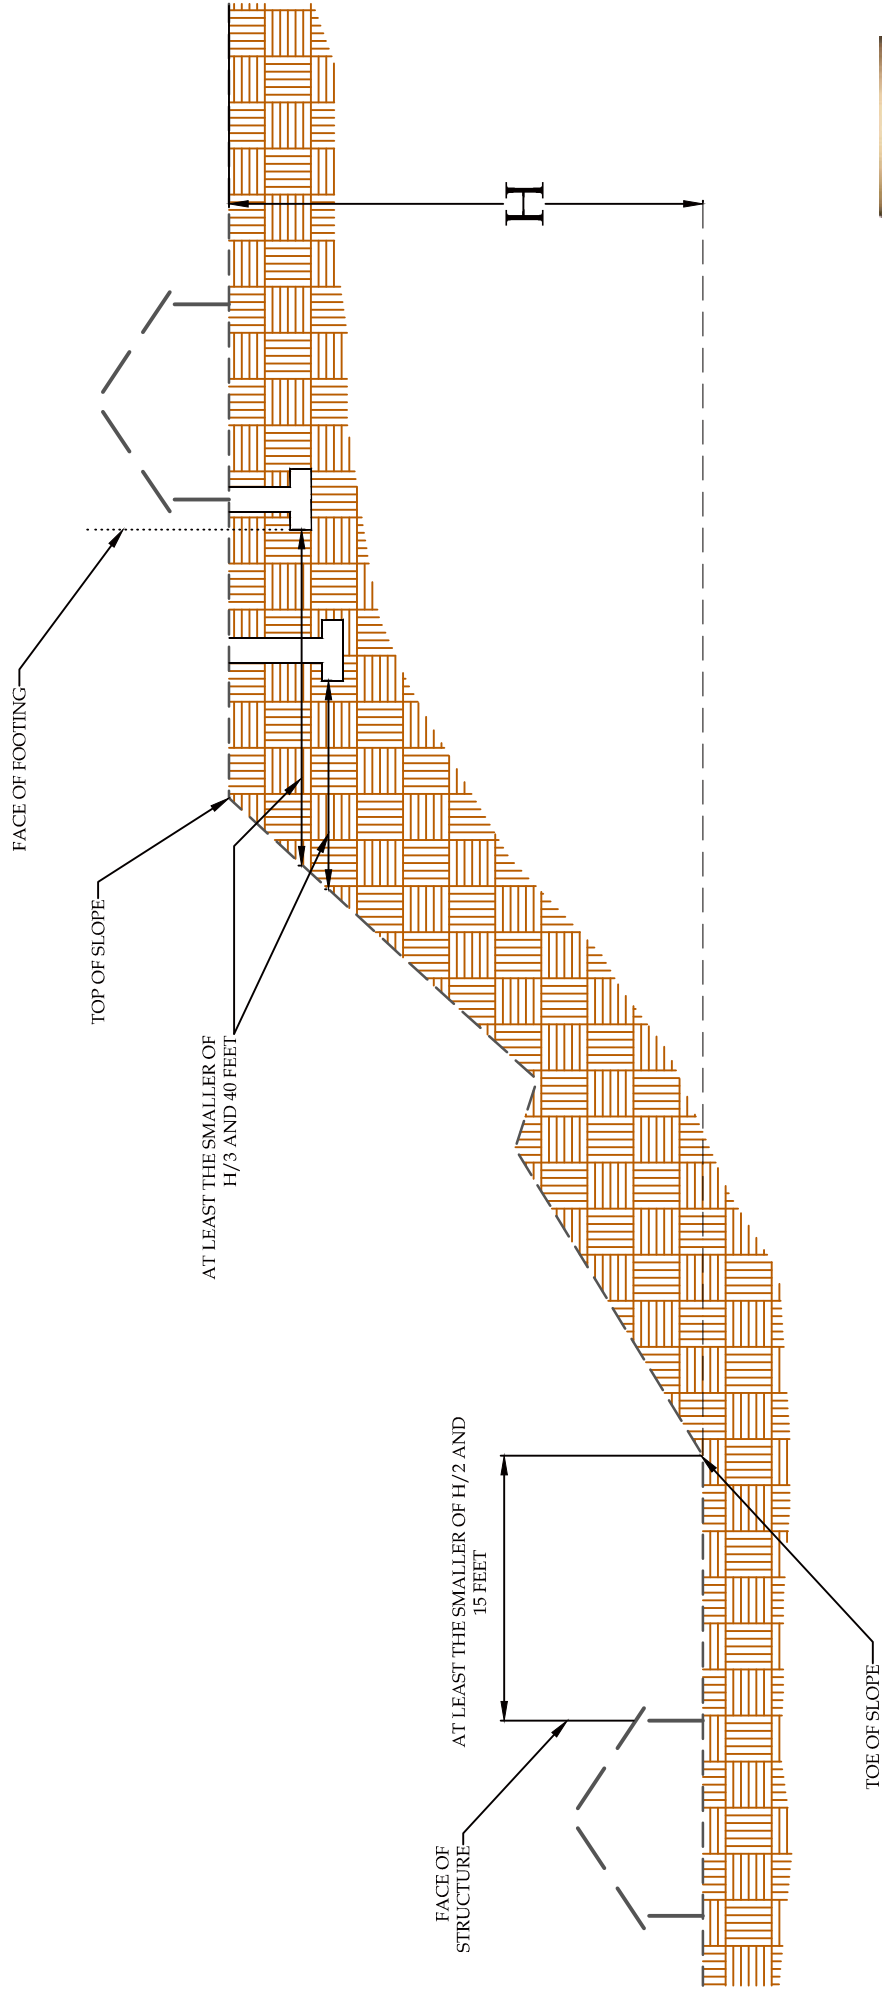 FACE OF FOOTING
TOP OF SLOPE
AT LEAST THE SMALLER OF
H/3 AND 40 FEET
H
AT LEAST THE SMALLER OF H/2 AND
15 FEET
FACE OF
STRUCTURE
TOE OF SLOPE